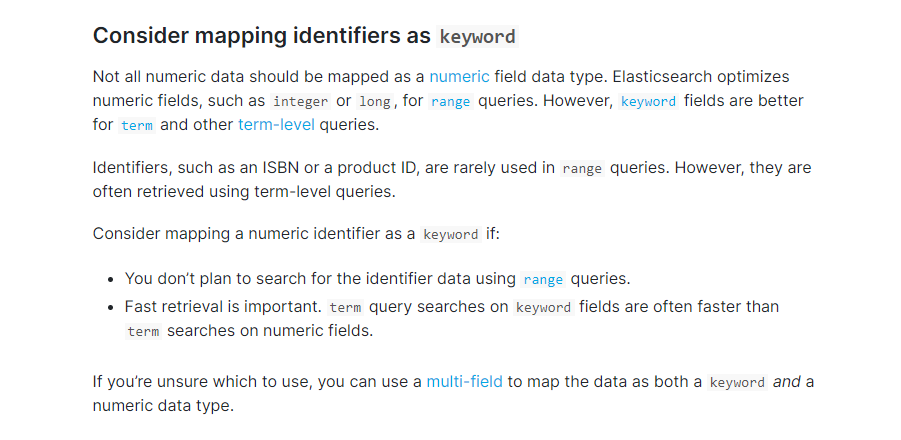 Consider mapping identifiers as keyword
Not all numeric data should be mapped as a numeric field data type. Elasticsearch optimizes
numeric fields, such as integer or long, for range queries. However, keyword fields are better
for term and other term-level queries.
Identifiers, such as an ISBN or a product ID, are rarely used in range queries. However, they are
often retrieved using term-level queries.
Consider mapping a numeric identifier as a keyword if:
• You don’t plan to search for the identifier data using range queries.
• Fast retrieval is important. term query searches on keyword fields are often faster than
term searches on numeric fields.
If you’re unsure which to use, you can use a multi-field to map the data as both a keyword and a
numeric data type.